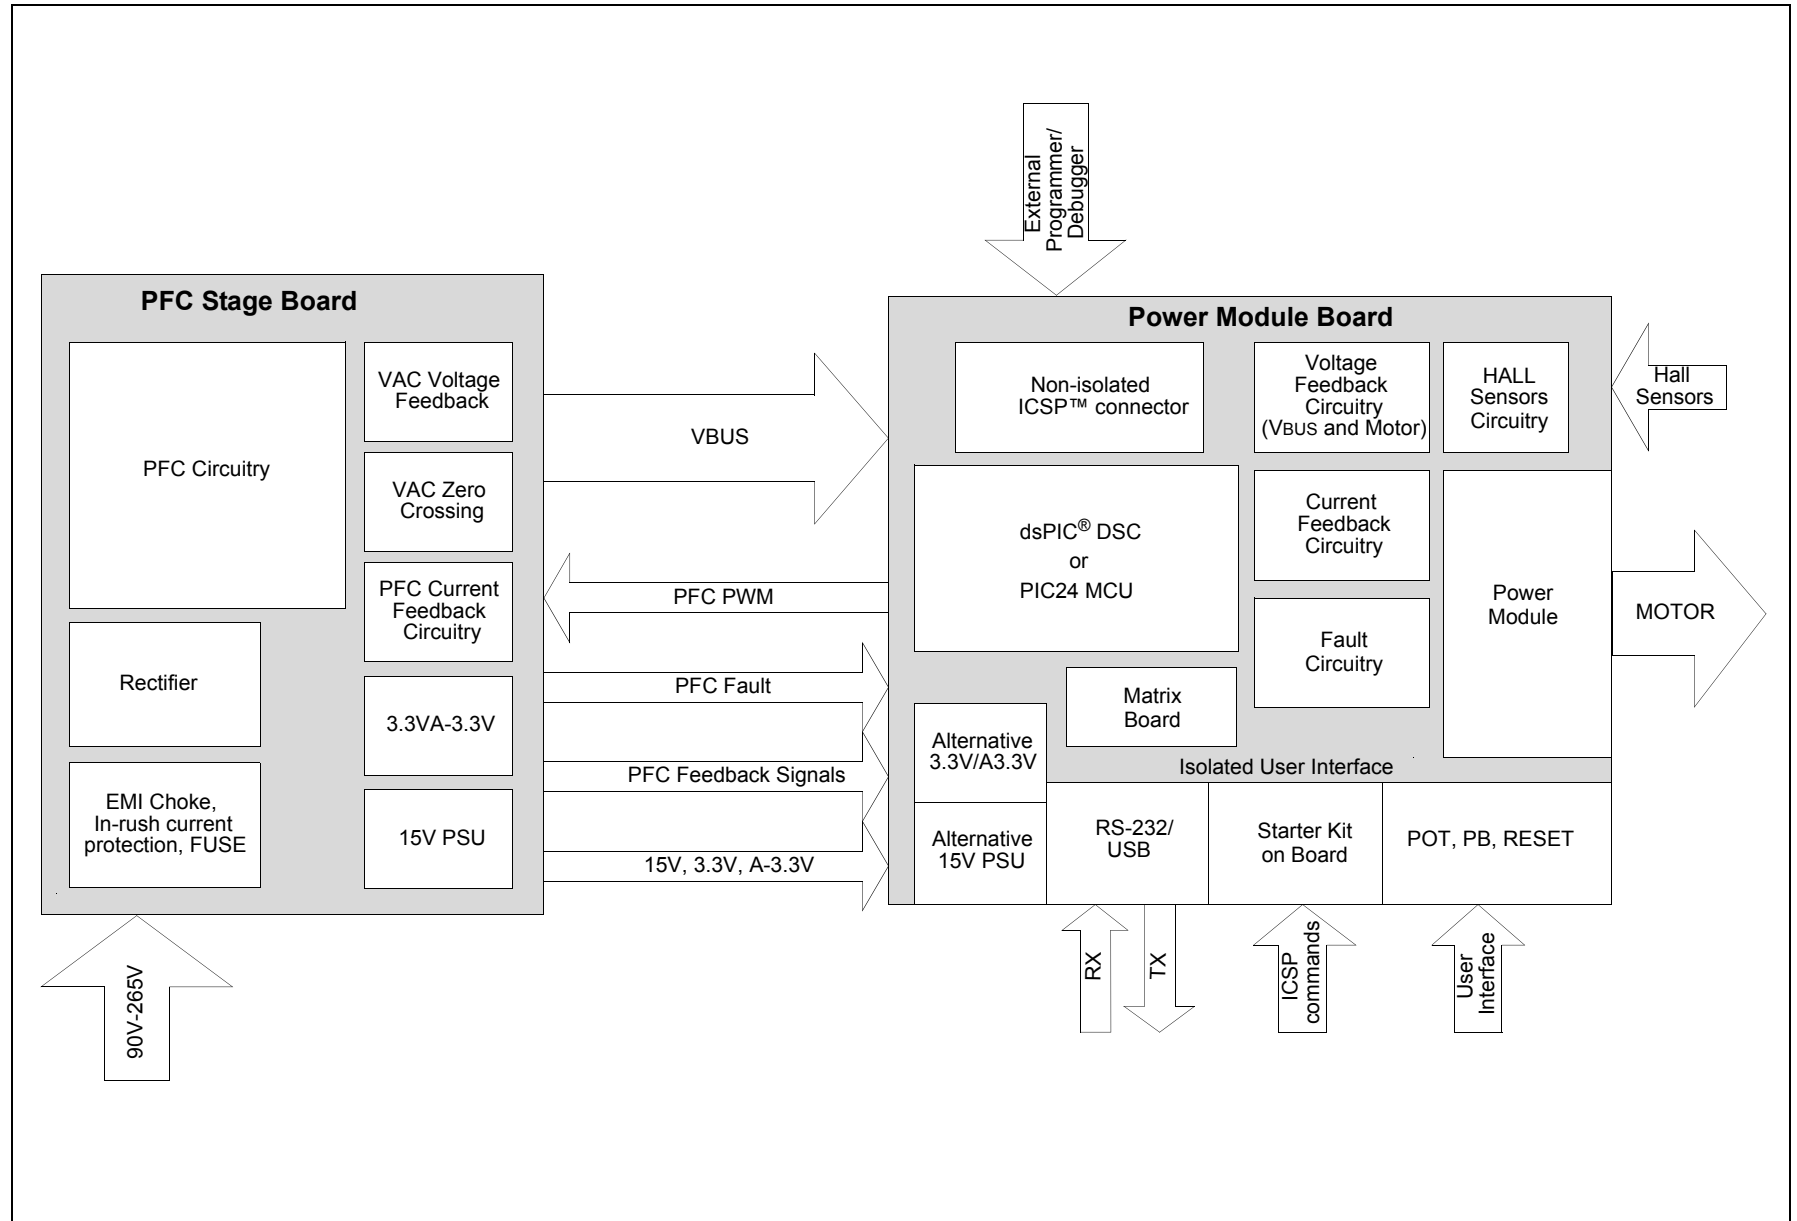 External
Programmer/
Debugger
PFC Stage Board
PFC Circuitry
VAC Voltage
Feedback
VAC Zero
Crossing
PFC Current
Feedback
Circuitry
Rectifier
3.3VA-3.3V
EMI Choke,
In-rush current
protection, FUSE
15V PSU
90V-265V
VBUS
PFC PWM
PFC Fault
PFC Feedback Signals
15V, 3.3V, A-3.3V
Power Module Board
Non-isolated
ICSP™ connector
Voltage
Feedback
Circuitry
(VBUS and Motor)
HALL
Sensors
Circuitry
Hall
Sensors
dsPIC® DSC
or
PIC24 MCU
Current
Feedback
Circuitry
Power
Module
MOTOR
Fault
Circuitry
Matrix
Board
Alternative
3.3V/A3.3V
Isolated User Interface
Alternative
15V PSU
RS-232/
USB
Starter Kit
on Board
POT, PB, RESET
RX
TX
ICSP
commands
User
Interface